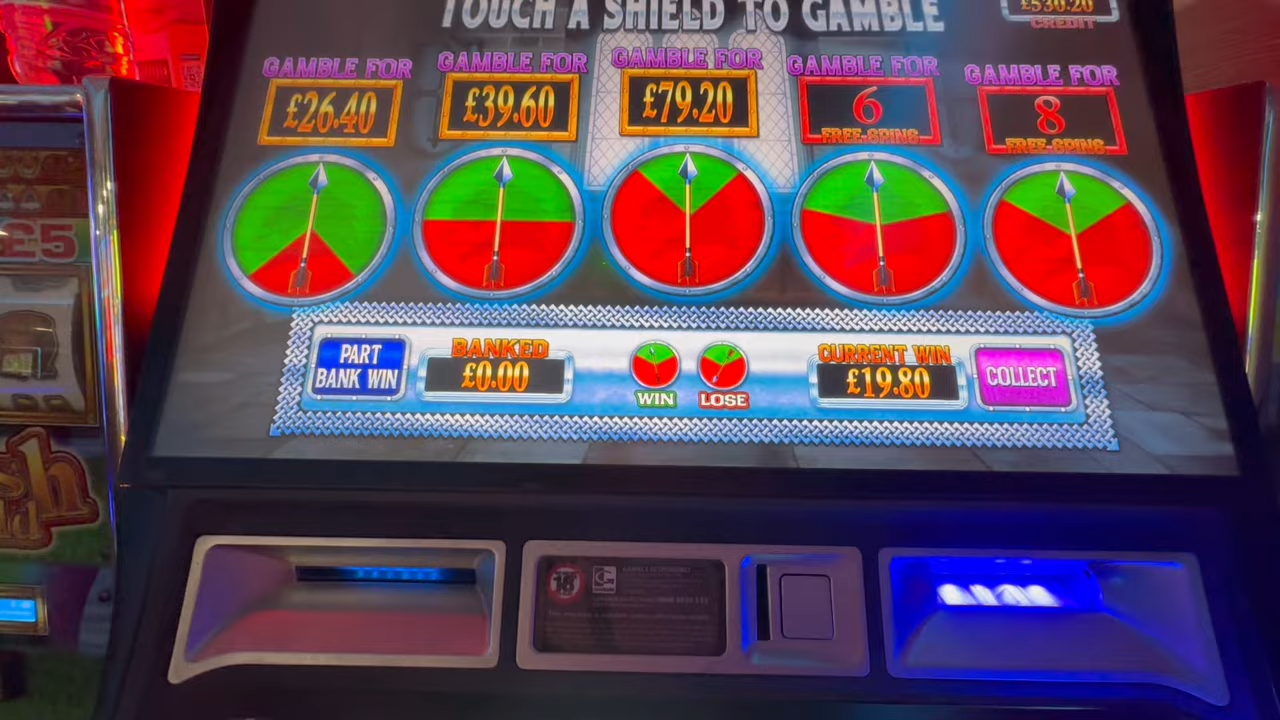 TOUCH A SHIELD TO GAMBLE
£530.20
CREDIT
GAMBLE FOR
£26.40
GAMBLE FOR
£39.60
GAMBLE FOR
£79.20
GAMBLE FOR
6
FREE SPINS
GAMBLE FOR
8
FREE SPINS
PART
BANK WIN
BANKED
£0.00
WIN
LOSE
CURRENT WIN
£19.80
COLLECT
£5
18